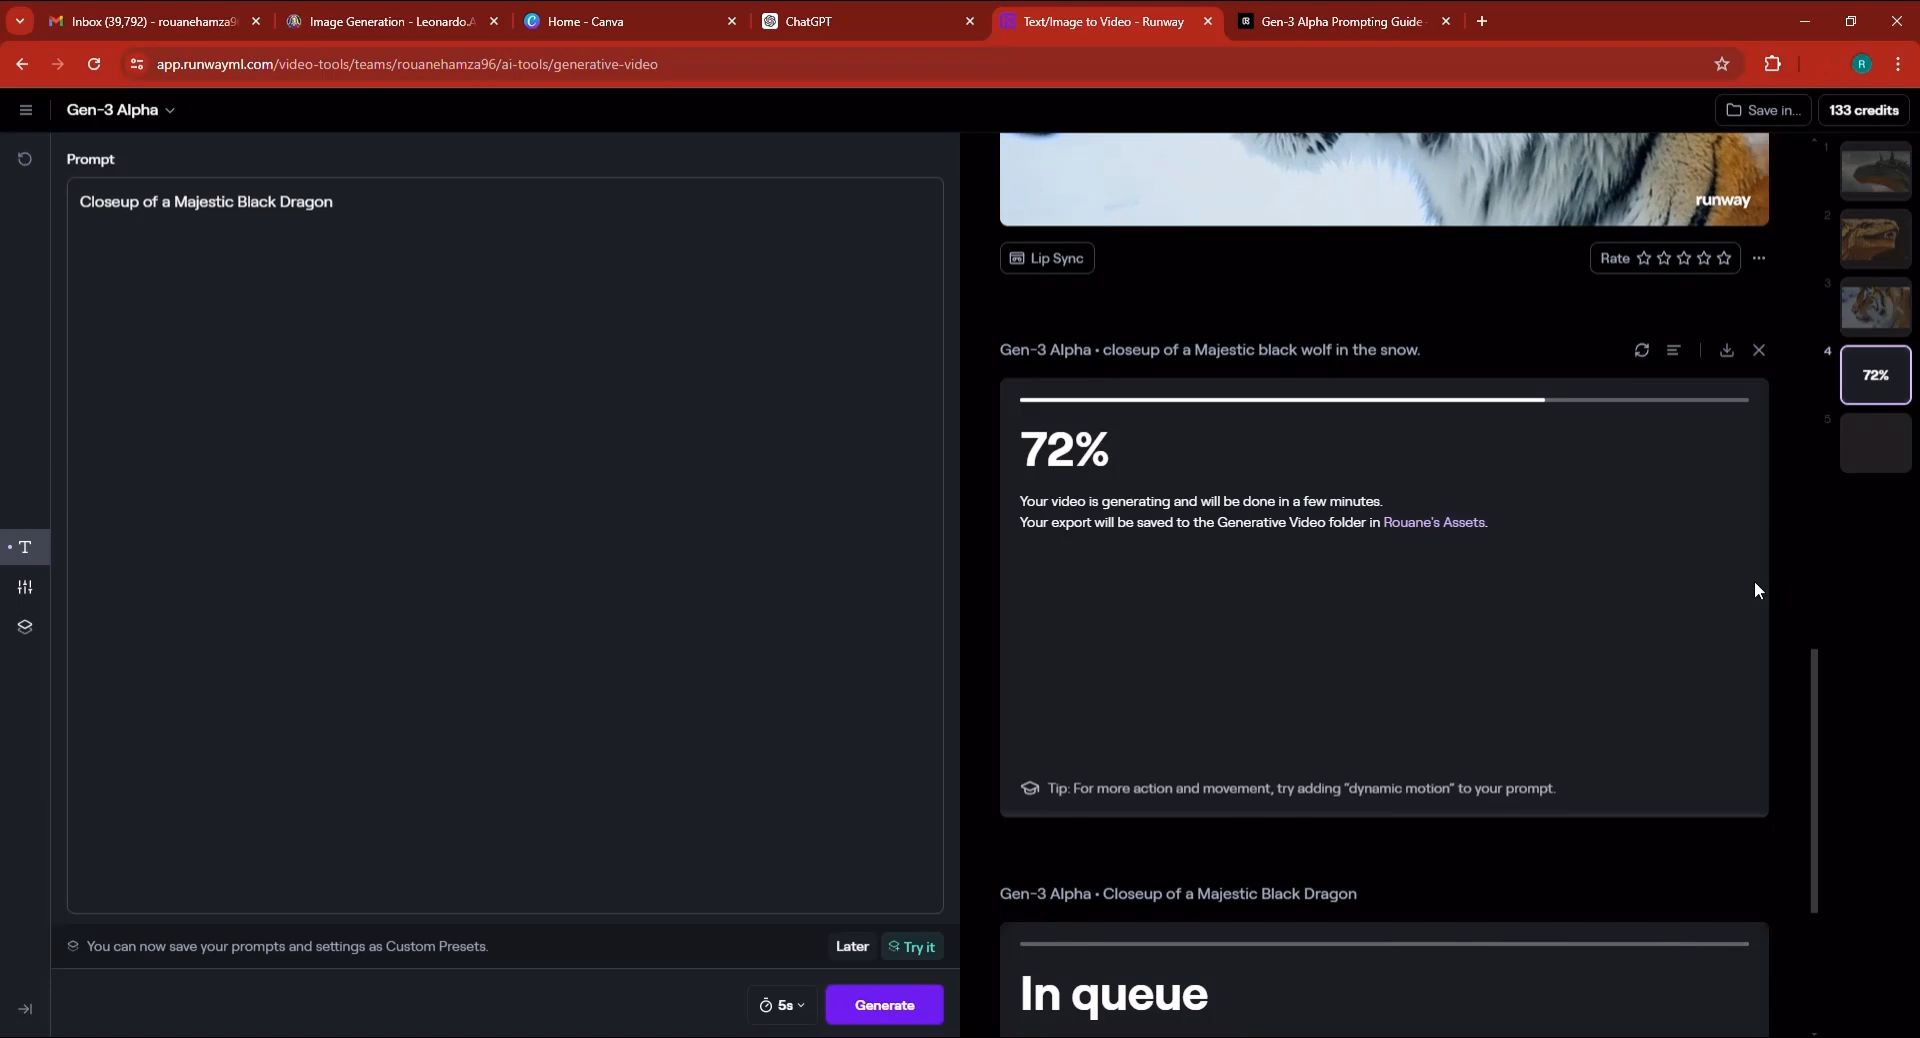 Inbox (39,792) - rouanehamza9
Image Generation - Leonardo.A
Home - Canva
ChatGPT
Text/Image to Video - Runway
Gen-3 Alpha Prompting Guide
app.runwayml.com/video-tools/teams/rouanehamza96/ai-tools/generative-video
R
Gen-3 Alpha
Save in...
133 credits
Prompt
Closeup of a Majestic Black Dragon
runway
Lip Sync
Rate
Gen-3 Alpha • closeup of a Majestic black wolf in the snow.
72%
Your video is generating and will be done in a few minutes.
Your export will be saved to the Generative Video folder in Rouane's Assets.
Tip: For more action and movement, try adding "dynamic motion" to your prompt.
Gen-3 Alpha • Closeup of a Majestic Black Dragon
In queue
1
2
3
4
72%
5
T
You can now save your prompts and settings as Custom Presets.
Later
Try it
5s
Generate